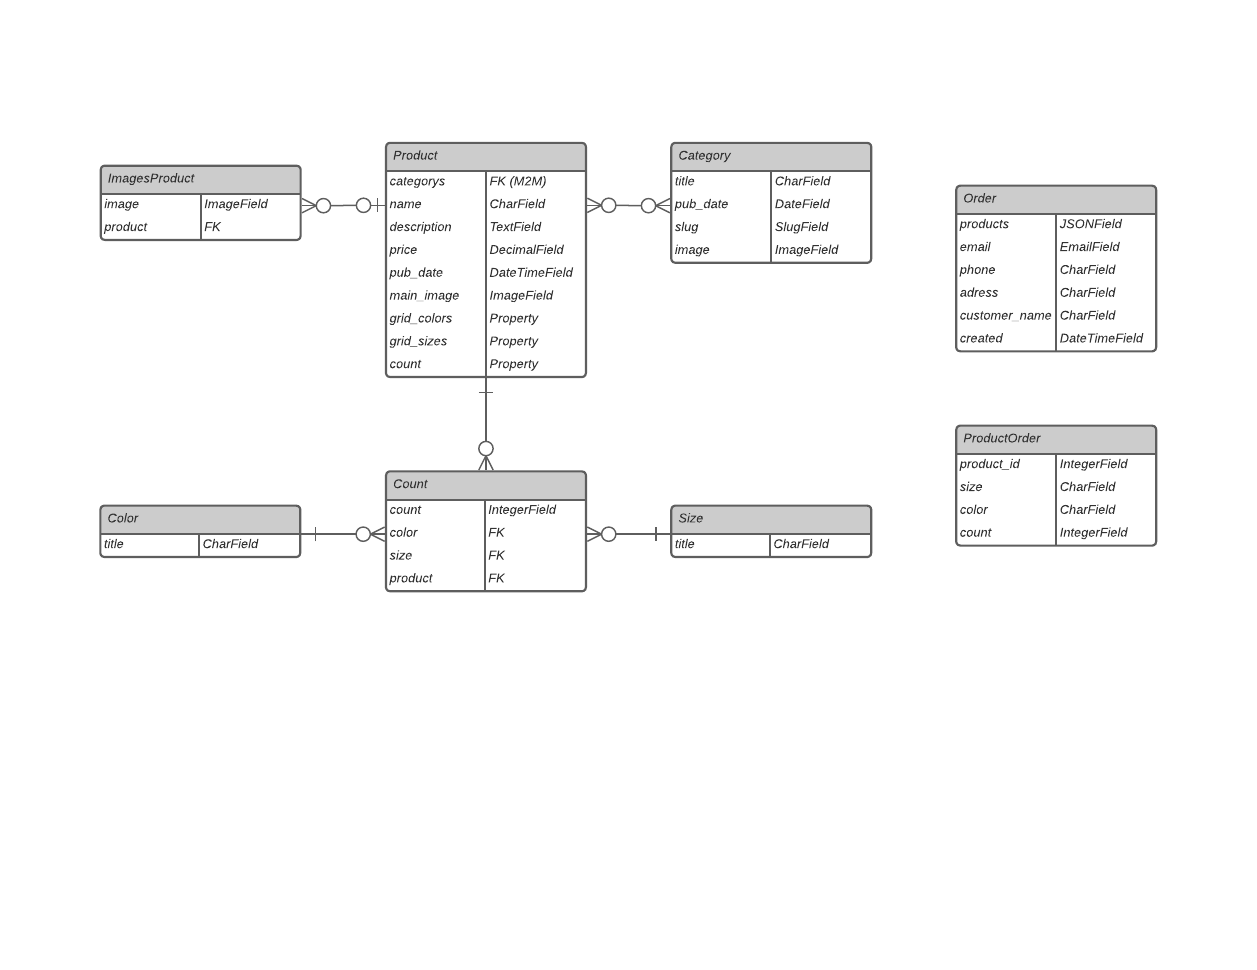 ImagesProduct
image ImageField
product FK
Product
categorys FK (M2M)
name CharField
description TextField
price DecimalField
pub_date DateTimeField
main_image ImageField
grid_colors Property
grid_sizes Property
count Property
Category
title CharField
pub_date DateField
slug SlugField
image ImageField
Order
products JSONField
email EmailField
phone CharField
adress CharField
customer_name CharField
created DateTimeField
Color
title CharField
Count
count IntegerField
color FK
size FK
product FK
Size
title CharField
ProductOrder
product_id IntegerField
size CharField
color CharField
count IntegerField